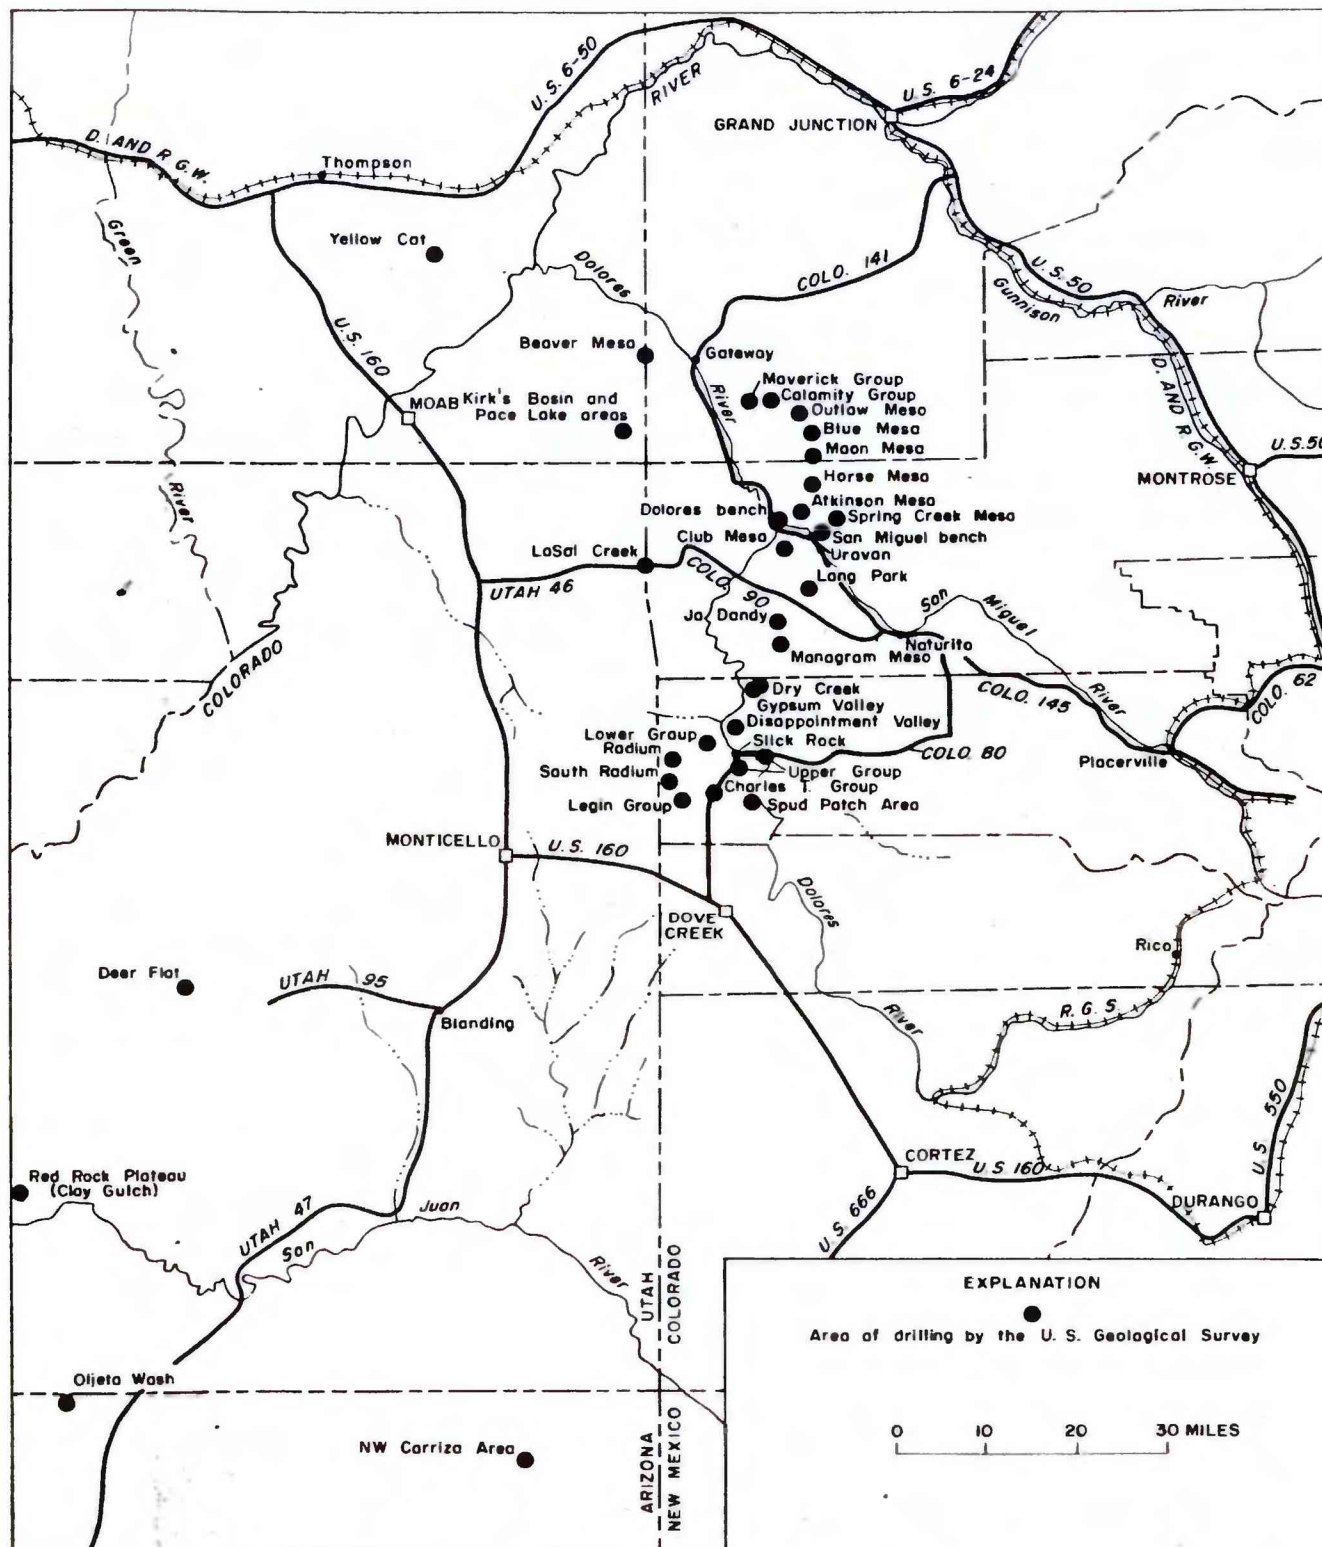 U.S. 6-50
RIVER
U.S. 6-24
GRAND JUNCTION
D. AND R G.W.
Thompson
Green
Yellow Cat
Dolores
COLO. 141
U.S. 50
Gunnison
River
U.S. 160
Beaver Mesa
Gateway
River
D. AND R.G.W.
Maverick Group
Calamity Group
MOAB
Kirk's Basin and
Pace Lake areas
Outlaw Mesa
Blue Mesa
Moon Mesa
U.S.50
MONTROSE
River
Horse Mesa
Atkinson Mesa
Dolores bench
Spring Creek Mesa
Club Mesa
San Miguel bench
Uravan
LaSal Creek
UTAH 46
COLO. 90
Long Park
San Miguel
River
Jo Dandy
Naturita
Monogram Mesa
COLORADO
Dry Creek
Gypsum Valley
COLO. 145
COLO. 62
Disappointment Valley
Lower Group
Slick Rock
Radium
COLO. 80
Placerville
South Radium
Upper Group
Charles T. Group
Legin Group
Spud Patch Area
MONTICELLO
U.S. 160
Dolores
DOVE
CREEK
Rico
Deer Flat
UTAH 95
Blanding
River
R.G.S.
U.S. 550
CORTEZ
U.S 160
Red Rock Plateau
(Clay Gulch)
DURANGO
UTAH 47
Juan
U.S. 666
San
River
UTAH
COLORADO
EXPLANATION
Area of drilling by the U. S. Geological Survey
Oljeto Wash
0 10 20 30 MILES
NW Carrizo Area
ARIZONA
NEW MEXICO